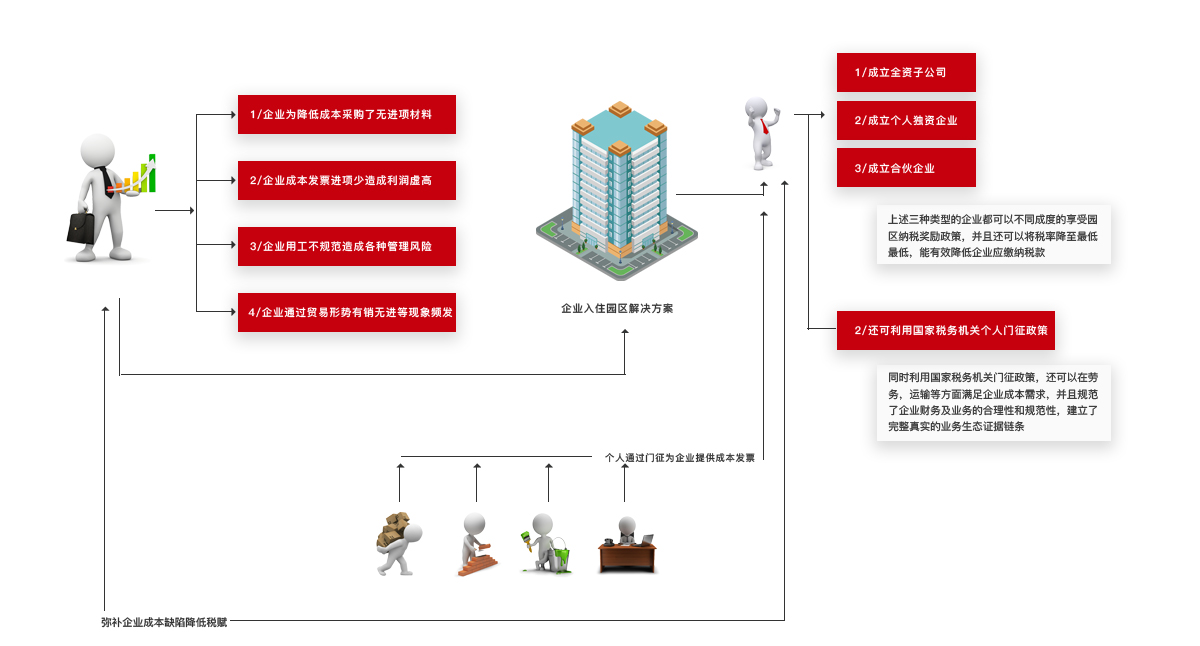 1/企业为降低成本采购了无进项材料
2/企业成本发票进项少造成利润虚高
3/企业用工不规范造成各种管理风险
4/企业通过贸易形势有销无进等现象频发
企业入住园区解决方案
1/成立全资子公司
2/成立个人独资企业
3/成立合伙企业
上述三种类型的企业都可以不同成度的享受园
区纳税奖励政策，并且还可以将税率降至最低
最低，能有效降低企业应缴纳税款
2/还可利用国家税务机关个人门征政策
同时利用国家税务机关门征政策，还可以在劳
务，运输等方面满足企业成本需求，并且规范
了企业财务及业务的合理性和规范性，建立了
完整真实的业务生态证据链条
个人通过门征为企业提供成本发票
弥补企业成本缺陷降低税赋